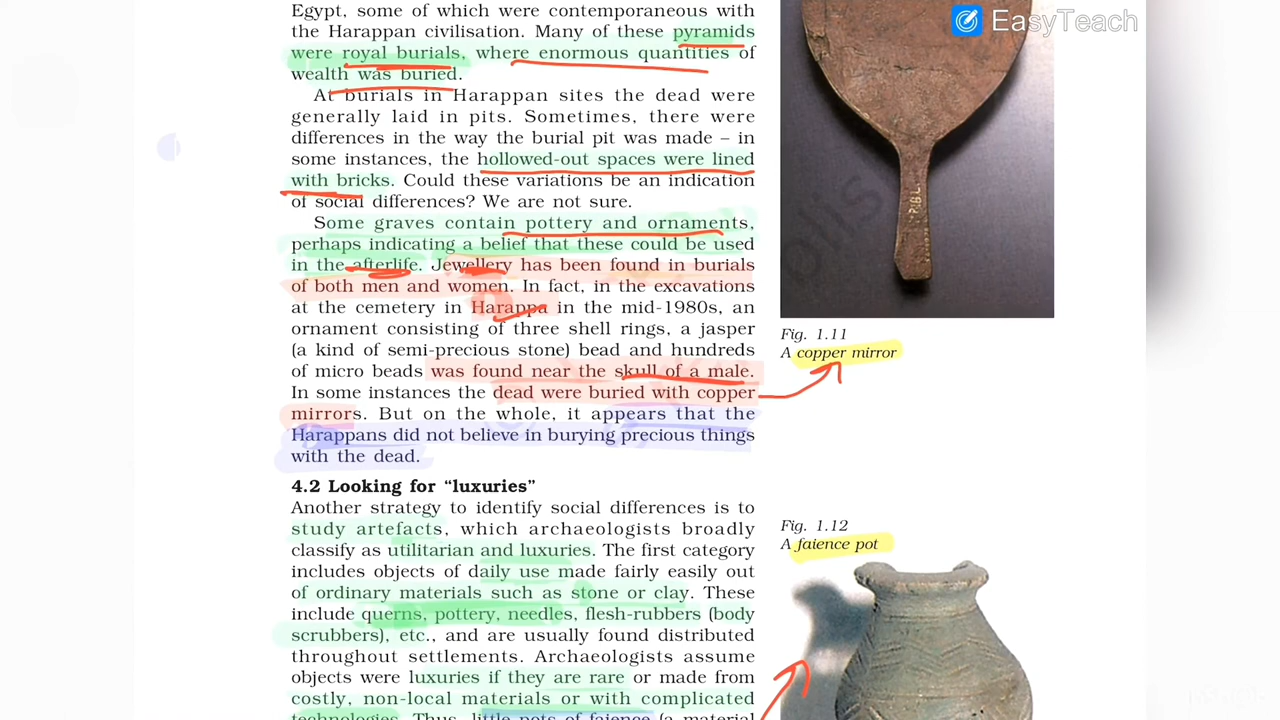 EasyTeach
Egypt, some of which were contemporaneous with
the Harappan civilisation. Many of these pyramids
were royal burials, where enormous quantities of
wealth was buried.
At burials in Harappan sites the dead were
generally laid in pits. Sometimes, there were
differences in the way the burial pit was made – in
some instances, the hollowed-out spaces were lined
with bricks. Could these variations be an indication
of social differences? We are not sure.
Some graves contain pottery and ornaments,
perhaps indicating a belief that these could be used
in the afterlife. Jewellery has been found in burials
of both men and women. In fact, in the excavations
at the cemetery in Harappa in the mid-1980s, an
ornament consisting of three shell rings, a jasper
(a kind of semi-precious stone) bead and hundreds
of micro beads was found near the skull of a male.
In some instances the dead were buried with copper
mirrors. But on the whole, it appears that the
Harappans did not believe in burying precious things
with the dead.
4.2 Looking for “luxuries”
Another strategy to identify social differences is to
study artefacts, which archaeologists broadly
classify as utilitarian and luxuries. The first category
includes objects of daily use made fairly easily out
of ordinary materials such as stone or clay. These
include querns, pottery, needles, flesh-rubbers (body
scrubbers), etc., and are usually found distributed
throughout settlements. Archaeologists assume
objects were luxuries if they are rare or made from
costly, non-local materials or with complicated
technologies. Thus, little pots of faience (a material
Fig. 1.11
A copper mirror
Fig. 1.12
A faience pot